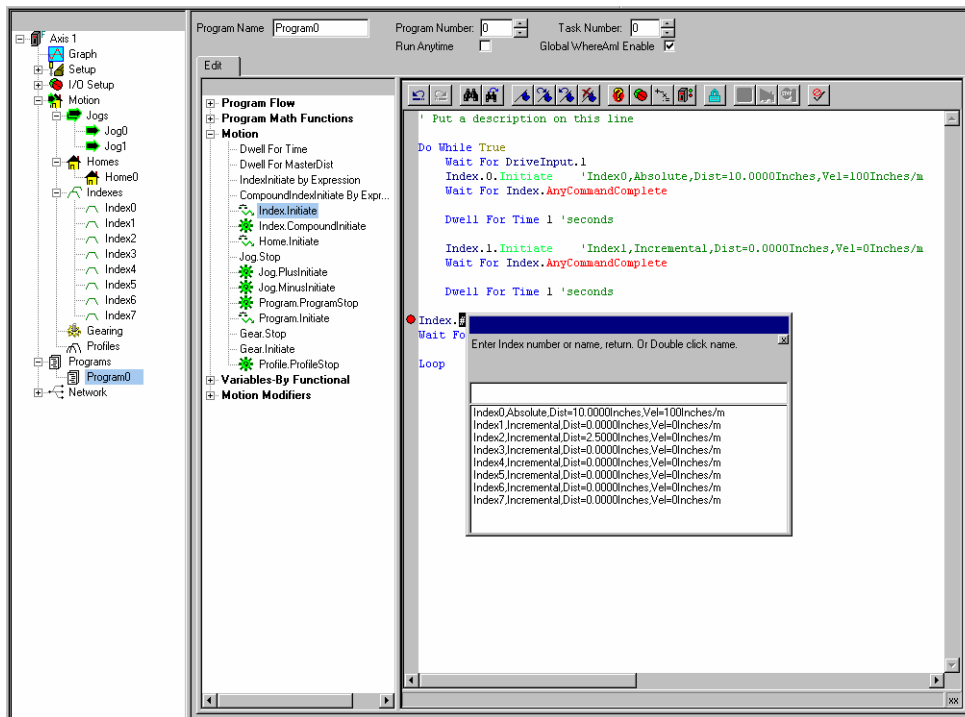 Program Name Program0 Program Number: 0 Task Number: 0
Run Anytime Global WhereAmI Enable
Edit
Axis 1
Graph
Setup
I/O Setup
Motion
Jogs
Jog0
Jog1
Homes
Home0
Indexes
Index0
Index1
Index2
Index3
Index4
Index5
Index6
Index7
Gearing
Profiles
Programs
Program0
Network
Program Flow
Program Math Functions
Motion
Dwell For Time
Dwell For MasterDist
IndexInitiate by Expression
CompoundIndexInitiate By Expr...
Index.Initiate
Index.CompoundInitiate
Home.Initiate
Jog.Stop
Jog.PlusInitiate
Jog.MinusInitiate
Program.ProgramStop
Program.Initiate
Gear.Stop
Gear.Initiate
Profile.ProfileStop
Variables-By Functional
Motion Modifiers
' Put a description on this line
Do While True
Wait For DriveInput.1
Index.0.Initiate 'Index0,Absolute,Dist=10.0000Inches,Vel=100Inches/m
Wait For Index.AnyCommandComplete
Dwell For Time 1 'seconds
Index.1.Initiate 'Index1,Incremental,Dist=0.0000Inches,Vel=0Inches/m
Wait For Index.AnyCommandComplete
Dwell For Time 1 'seconds
Index.#
Wait Fo
Loop
Enter Index number or name, return. Or Double click name.
Index0,Absolute,Dist=10.0000Inches,Vel=100Inches/m
Index1,Incremental,Dist=0.0000Inches,Vel=0Inches/m
Index2,Incremental,Dist=2.5000Inches,Vel=0Inches/m
Index3,Incremental,Dist=0.0000Inches,Vel=0Inches/m
Index4,Incremental,Dist=0.0000Inches,Vel=0Inches/m
Index5,Incremental,Dist=0.0000Inches,Vel=0Inches/m
Index6,Incremental,Dist=0.0000Inches,Vel=0Inches/m
Index7,Incremental,Dist=0.0000Inches,Vel=0Inches/m
xx